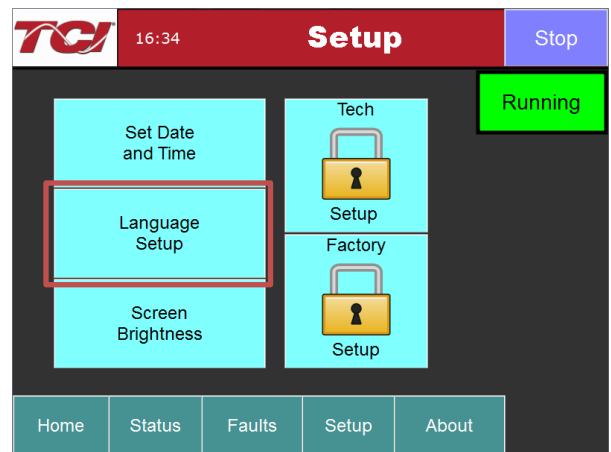 TCI
16:34
Setup
Stop
Running
Set Date
and Time
Language
Setup
Screen
Brightness
Tech
Setup
Factory
Setup
Home
Status
Faults
Setup
About